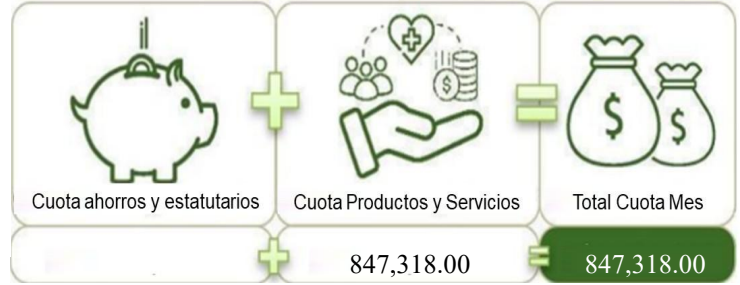 $
$ $
Cuota ahorros y estatutarios Cuota Productos y Servicios Total Cuota Mes
847,318.00 847,318.00